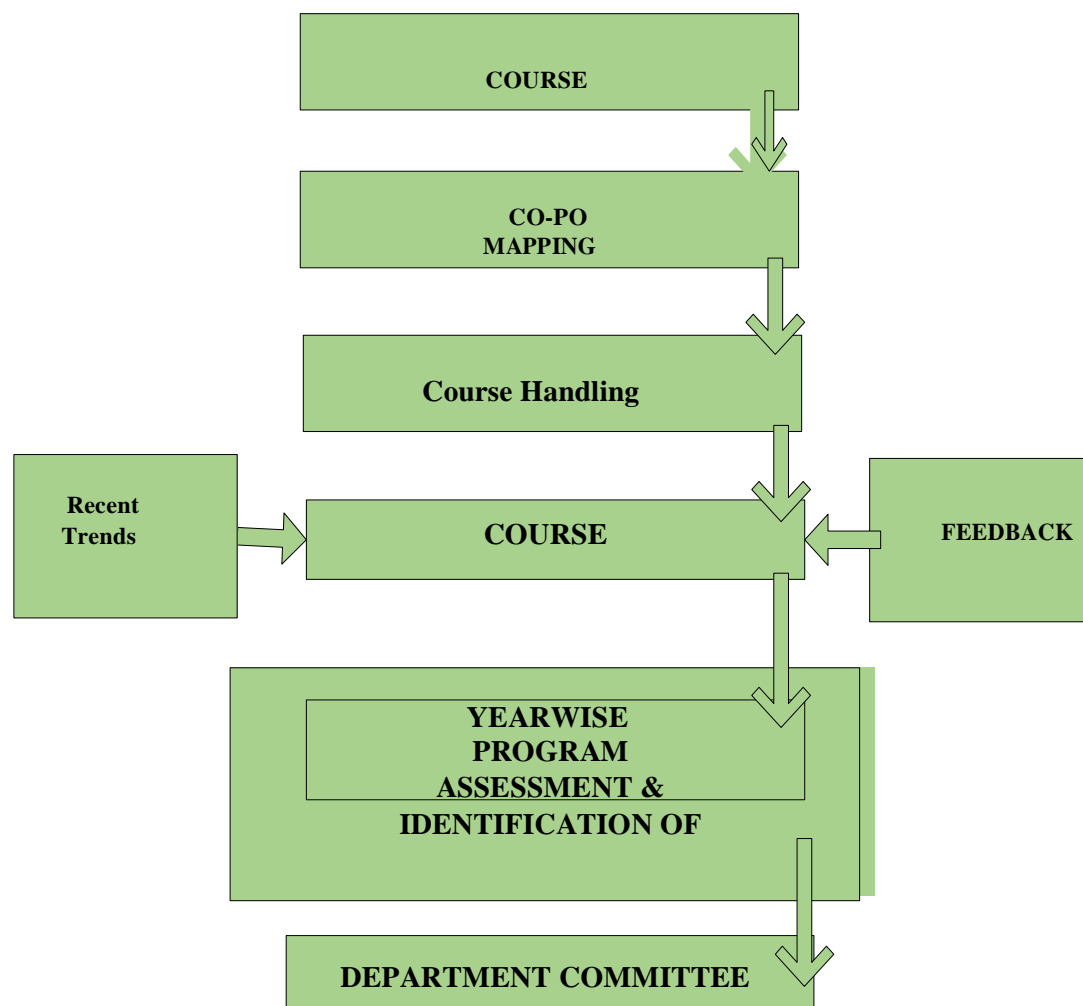 COURSE
CO-PO
MAPPING
Course Handling
Recent
Trends
COURSE
FEEDBACK
YEARWISE
PROGRAM
ASSESSMENT &
IDENTIFICATION OF
DEPARTMENT COMMITTEE